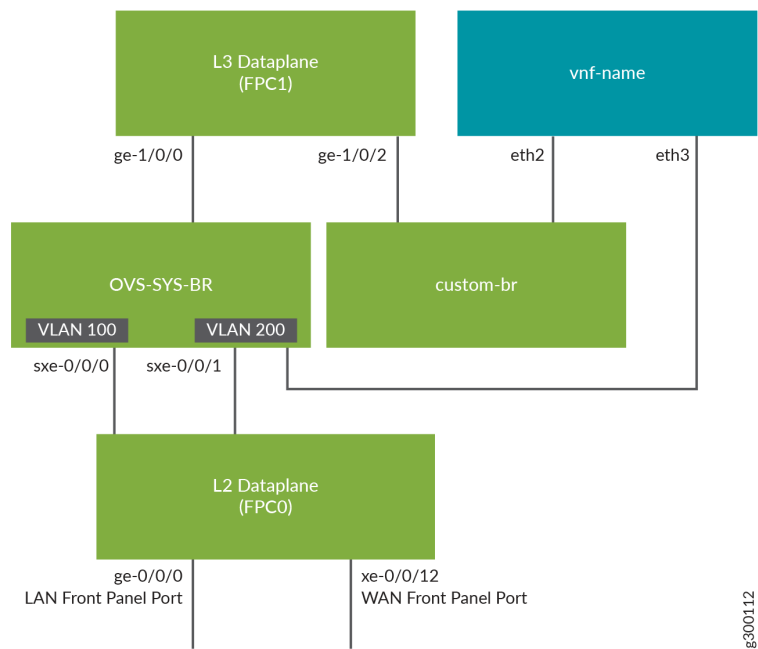 L3 Dataplane
(FPC1)
vnf-name
ge-1/0/0
ge-1/0/2
eth2
eth3
OVS-SYS-BR
custom-br
VLAN 100
VLAN 200
sxe-0/0/0
sxe-0/0/1
L2 Dataplane
(FPC0)
ge-0/0/0
LAN Front Panel Port
xe-0/0/12
WAN Front Panel Port
g300112